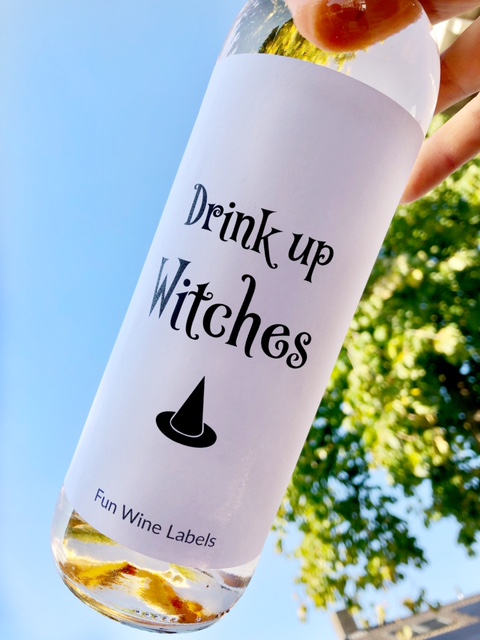 Drink up
Witches
Fun Wine Labels